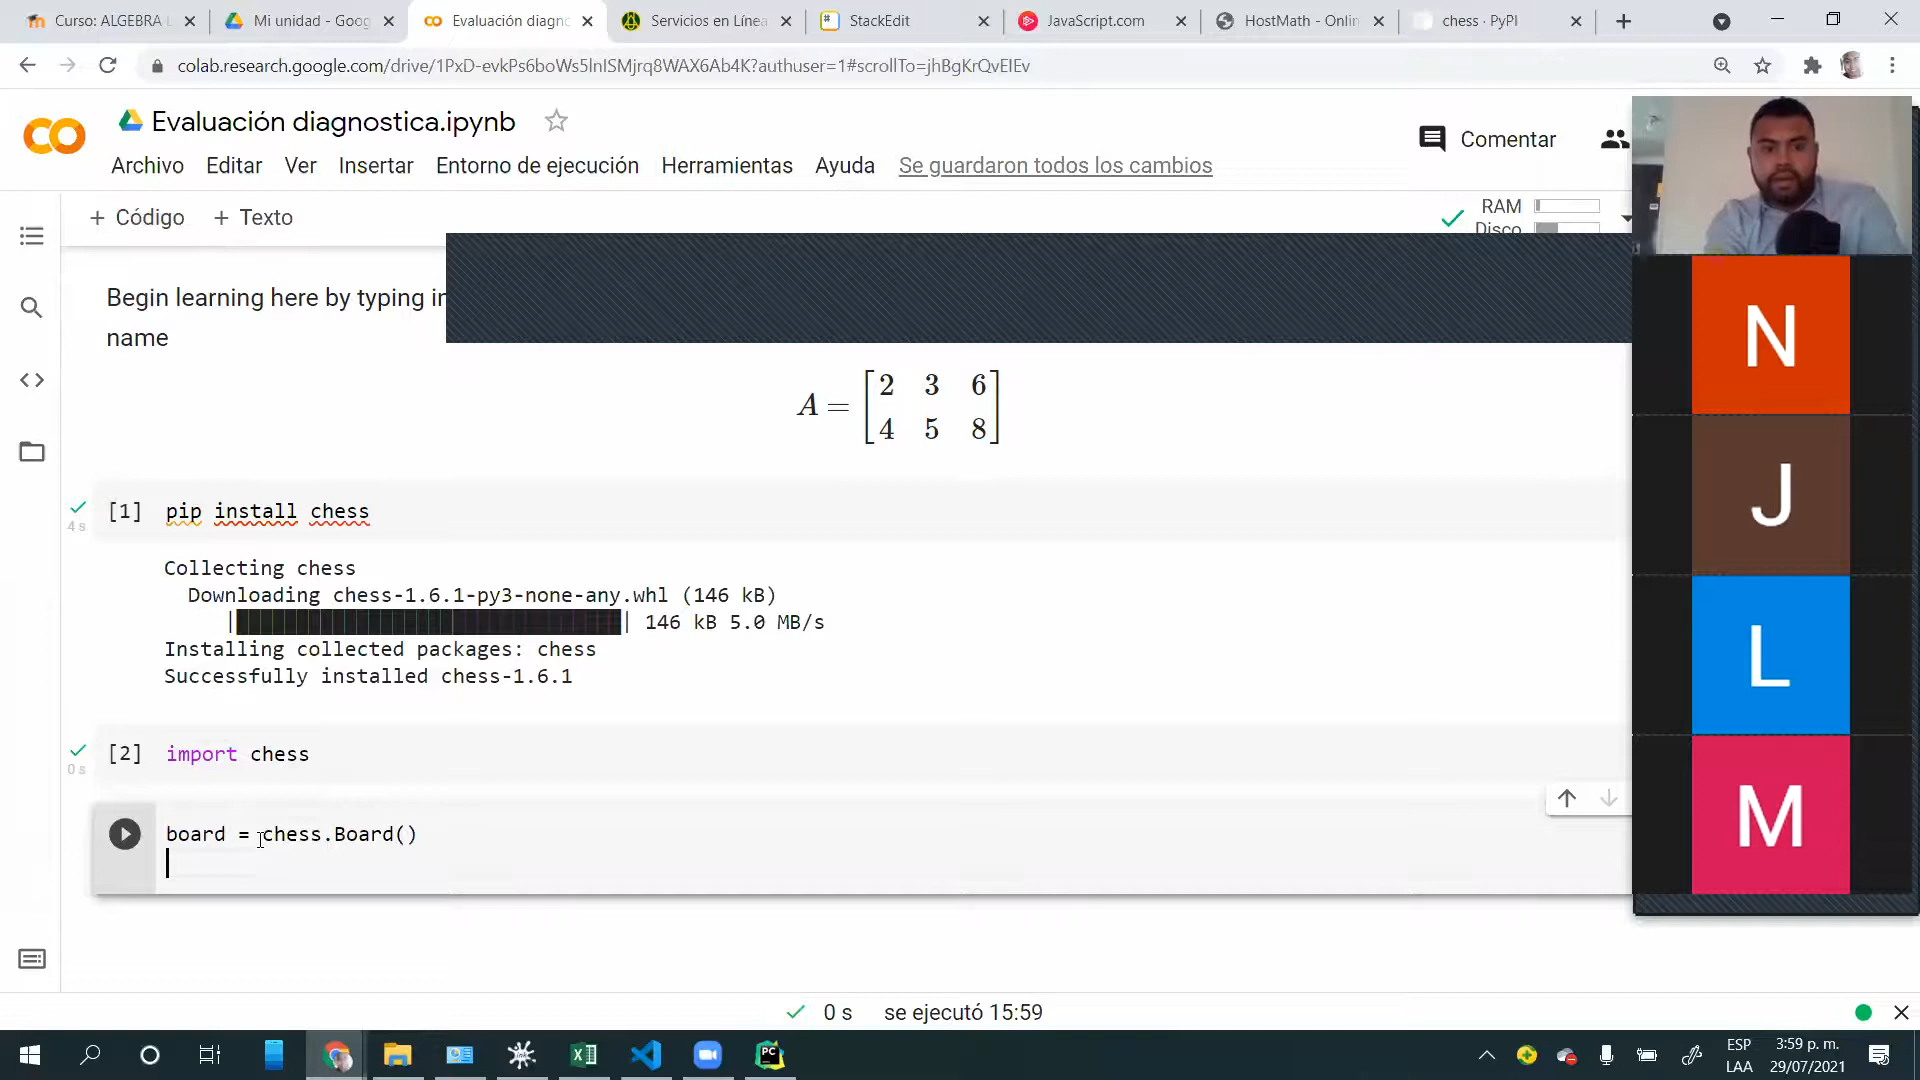 Curso: ALGEBRA L
Mi unidad - Goog
Evaluación diagno
Servicios en Línea
StackEdit
JavaScript.com
HostMath - Onlin
chess · PyPI
colab.research.google.com/drive/1PxD-evkPs6boWs5lnISMjrq8WAX6Ab4K?authuser=1#scrollTo=jhBgKrQvEIEv
Evaluación diagnostica.ipynb
Comentar
Archivo Editar Ver Insertar Entorno de ejecución Herramientas Ayuda Se guardaron todos los cambios
+ Código + Texto
RAM
Disco
Begin learning here by typing in
name
A = [2 3 6
4 5 8]
[1] pip install chess
4 s
Collecting chess
Downloading chess-1.6.1-py3-none-any.whl (146 kB)
| 146 kB 5.0 MB/s
Installing collected packages: chess
Successfully installed chess-1.6.1
[2] import chess
0 s
board = chess.Board()
N
J
L
M
0 s se ejecutó 15:59
ESP
LAA
3:59 p. m.
29/07/2021